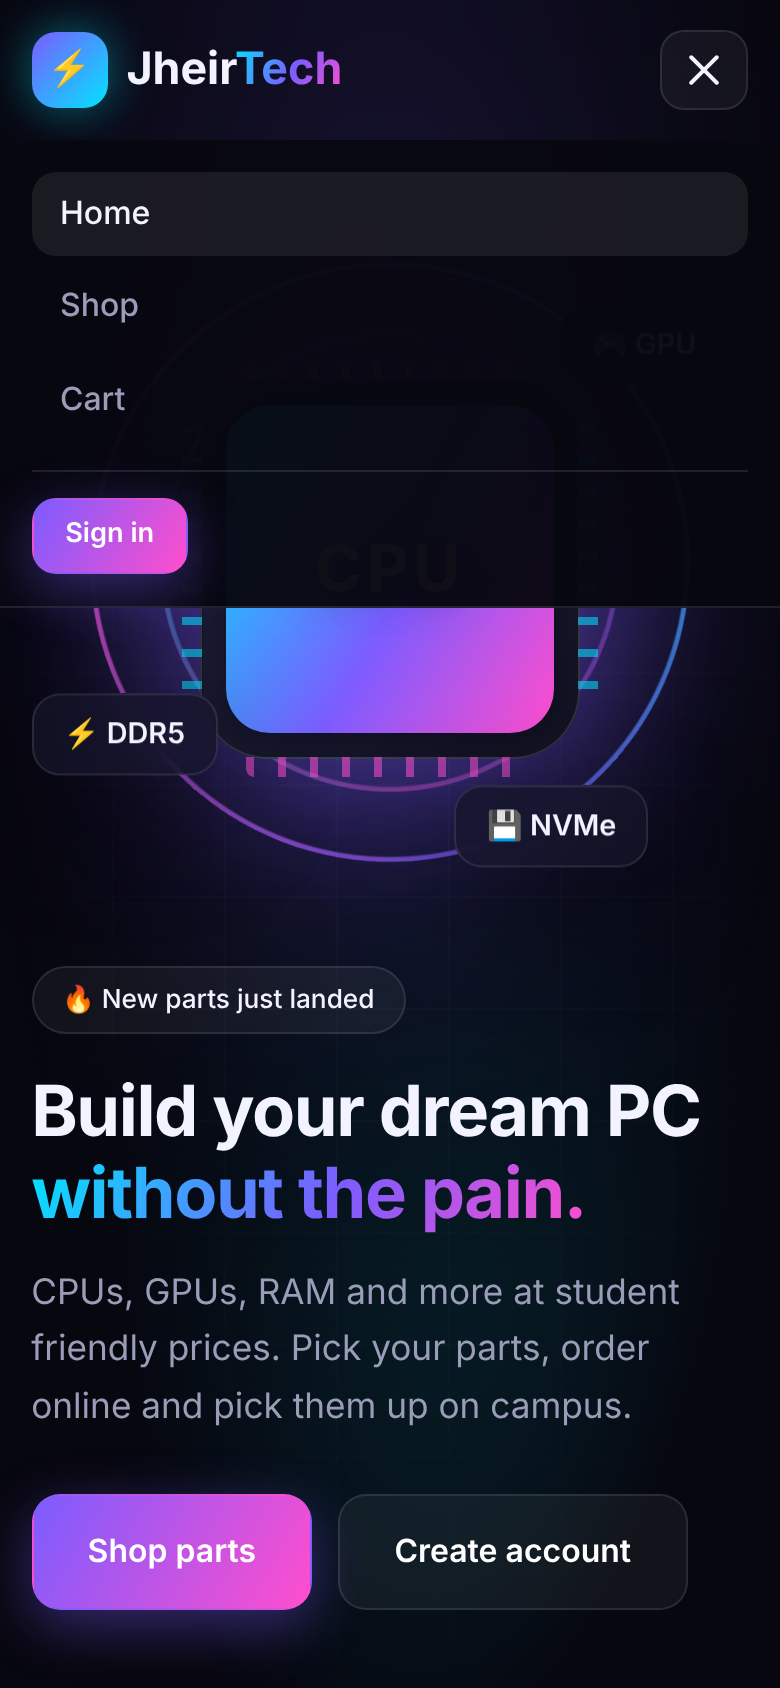 ⚡ JheirTech
Home
Shop
🎮 GPU
Cart
CPU
Sign in
⚡ DDR5
💾 NVMe
🔥 New parts just landed
Build your dream PC
without the pain.
CPUs, GPUs, RAM and more at student
friendly prices. Pick your parts, order
online and pick them up on campus.
Shop parts
Create account